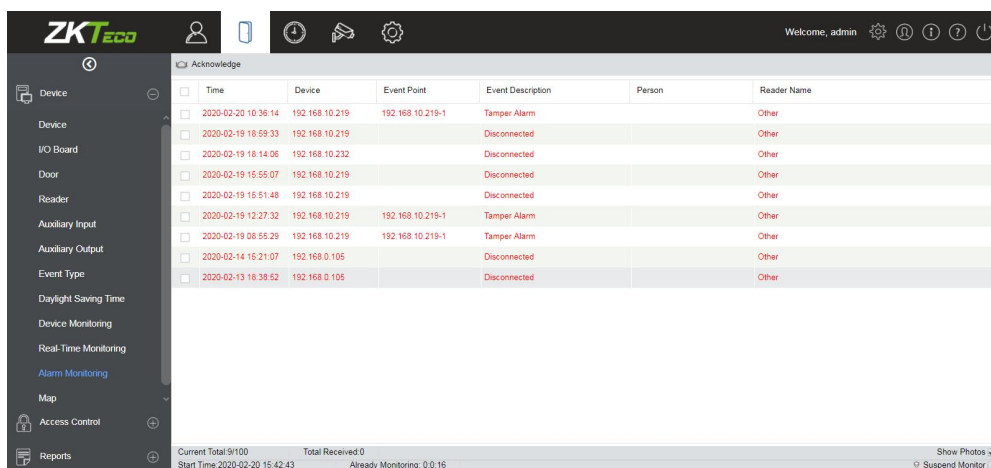 ZKTeco
Welcome, admin
Acknowledge
Device
Device
I/O Board
Door
Reader
Auxiliary Input
Auxiliary Output
Event Type
Daylight Saving Time
Device Monitoring
Real-Time Monitoring
Alarm Monitoring
Map
Access Control
Reports
Time Device Event Point Event Description Person Reader Name
2020-02-20 10:36:14 192.168.10.219 192.168.10.219-1 Tamper Alarm Other
2020-02-19 18:59:33 192.168.10.219 Disconnected Other
2020-02-19 18:14:06 192.168.10.232 Disconnected Other
2020-02-19 15:55:07 192.168.10.219 Disconnected Other
2020-02-19 15:51:48 192.168.10.219 Disconnected Other
2020-02-19 12:27:32 192.168.10.219 192.168.10.219-1 Tamper Alarm Other
2020-02-19 08:55:29 192.168.10.219 192.168.10.219-1 Tamper Alarm Other
2020-02-14 15:21:07 192.168.0.105 Disconnected Other
2020-02-13 18:38:52 192.168.0.105 Disconnected Other
Current Total:9/100 Total Received:0 Show Photos
Start Time:2020-02-20 15:42:43 Already Monitoring: 0:0:16 Suspend Monitor